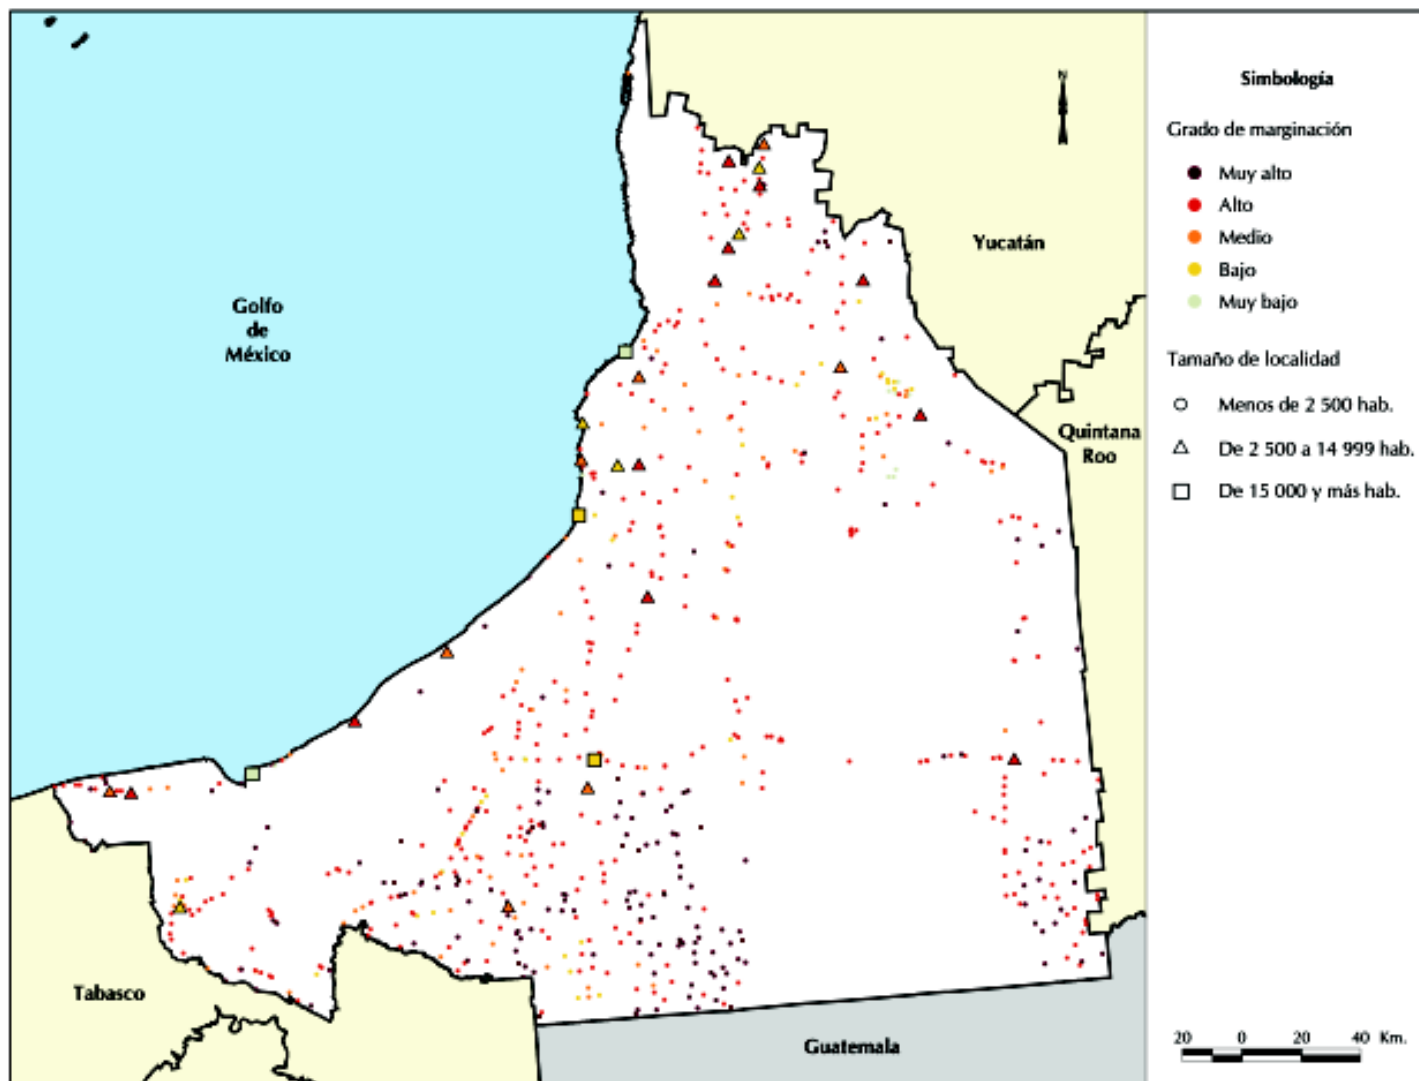 Golfo
de
México
Yucatán
Quintana
Roo
Tabasco
Guatemala
N
Simbología
Grado de marginación
Muy alto
Alto
Medio
Bajo
Muy bajo
Tamaño de localidad
Menos de 2 500 hab.
De 2 500 a 14 999 hab.
De 15 000 y más hab.
20 0 20 40 Km.